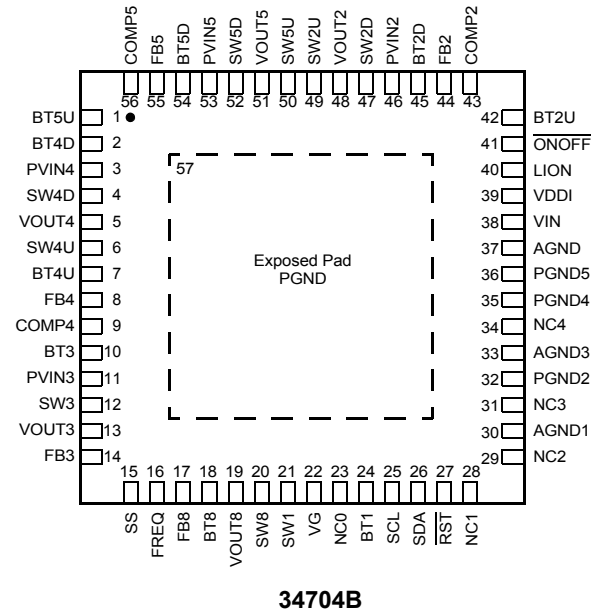 COMP5 FB5 BT5D PVIN5 SW5D VOUT5 SW5U SW2U VOUT2 SW2D PVIN2 BT2D FB2 COMP2
56 55 54 53 52 51 50 49 48 47 46 45 44 43
BT5U 1
BT4D 2
PVIN4 3
SW4D 4
VOUT4 5
SW4U 6
BT4U 7
FB4 8
COMP4 9
BT3 10
PVIN3 11
SW3 12
VOUT3 13
FB3 14
57
Exposed Pad
PGND
42 BT2U
41 ONOFF
40 LION
39 VDDI
38 VIN
37 AGND
36 PGND5
35 PGND4
34 NC4
33 AGND3
32 PGND2
31 NC3
30 AGND1
29 NC2
15 16 17 18 19 20 21 22 23 24 25 26 27 28
SS FREQ FB8 BT8 VOUT8 SW8 SW1 VG NC0 BT1 SCL SDA RST NC1
34704B